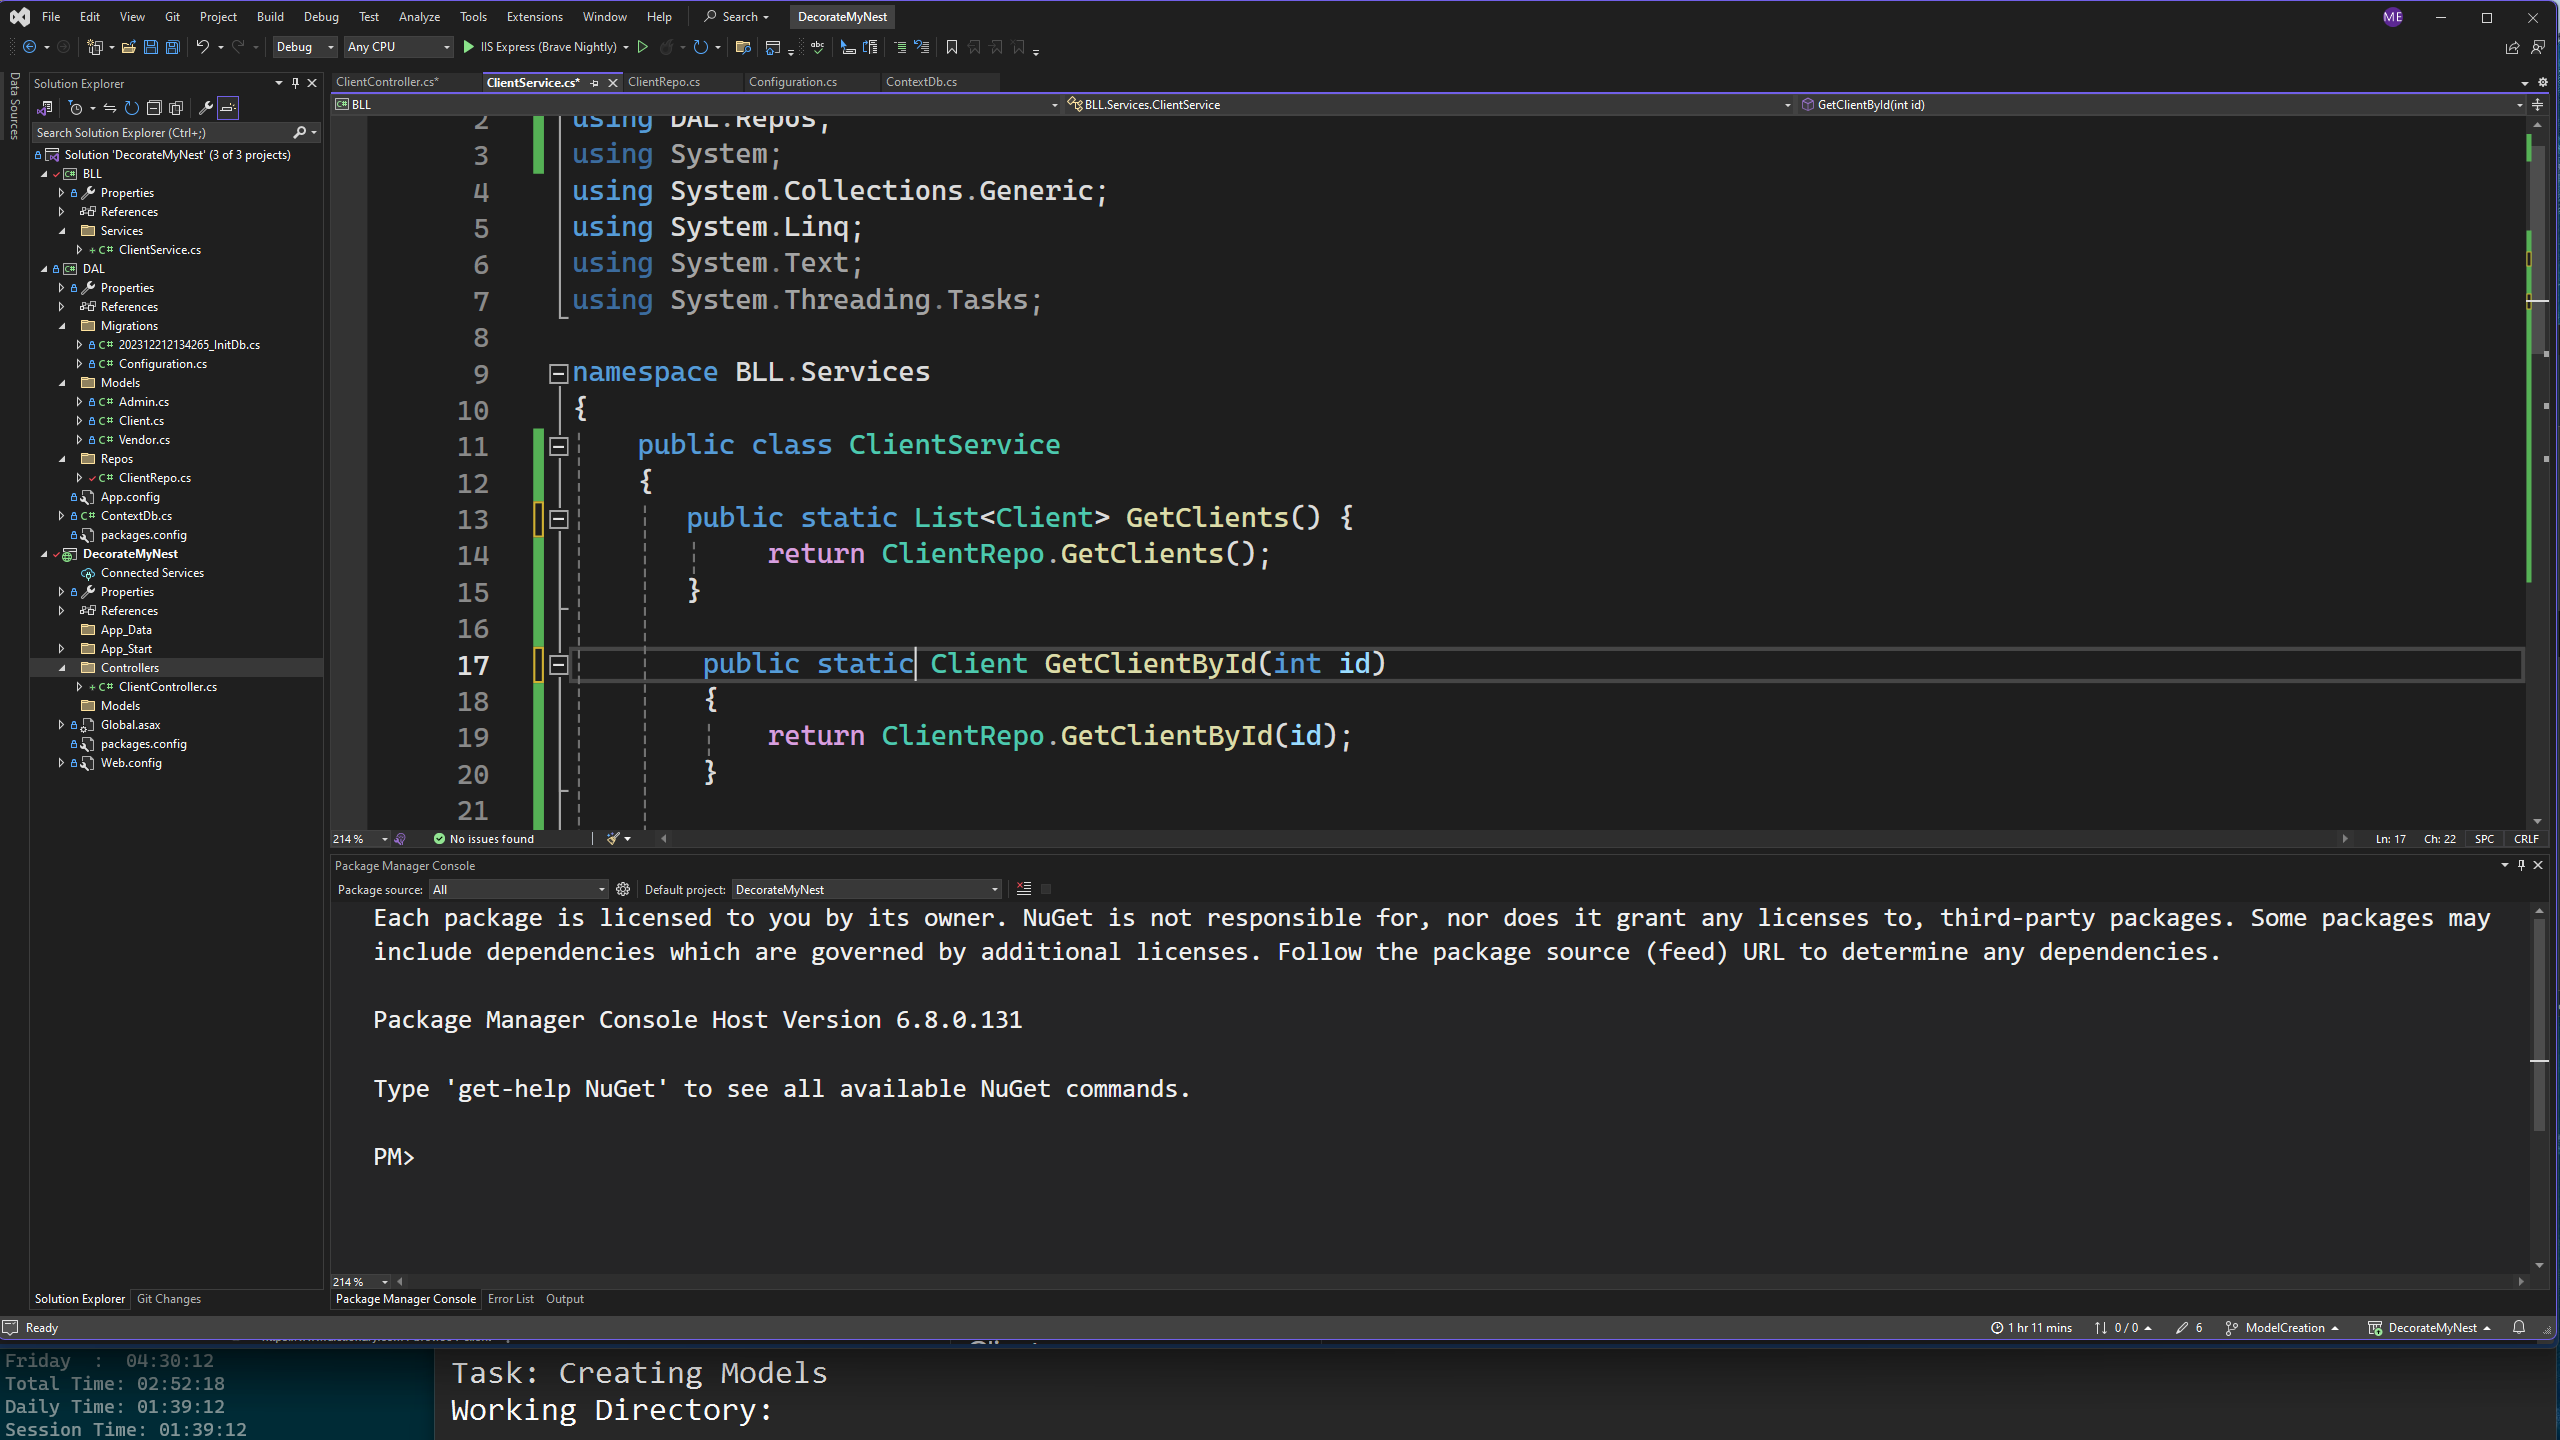 File Edit View Git Project Build Debug Test Analyze Tools Extensions Window Help Search DecorateMyNest ME
Debug Any CPU IIS Express (Brave Nightly)
Data Sources
Solution Explorer
Search Solution Explorer (Ctrl+;)
Solution 'DecorateMyNest' (3 of 3 projects)
BLL
Properties
References
Services
C# ClientService.cs
DAL
Properties
References
Migrations
C# 202312212134265_InitDb.cs
C# Configuration.cs
Models
C# Admin.cs
C# Client.cs
C# Vendor.cs
Repos
C# ClientRepo.cs
App.config
C# ContextDb.cs
packages.config
DecorateMyNest
Connected Services
Properties
References
App_Data
App_Start
Controllers
C# ClientController.cs
Models
Global.asax
packages.config
Web.config
Solution Explorer Git Changes
ClientController.cs* ClientService.cs* ClientRepo.cs Configuration.cs ContextDb.cs
BLL BLL.Services.ClientService GetClientById(int id)
2 using DAL.Repos;
3 using System;
4 using System.Collections.Generic;
5 using System.Linq;
6 using System.Text;
7 using System.Threading.Tasks;
8
9 namespace BLL.Services
10 {
11 public class ClientService
12 {
13 public static List<Client> GetClients() {
14 return ClientRepo.GetClients();
15 }
16
17 public static Client GetClientById(int id)
18 {
19 return ClientRepo.GetClientById(id);
20 }
21
214 % No issues found Ln: 17 Ch: 22 SPC CRLF
Package Manager Console
Package source: All Default project: DecorateMyNest
Each package is licensed to you by its owner. NuGet is not responsible for, nor does it grant any licenses to, third-party packages. Some packages may
include dependencies which are governed by additional licenses. Follow the package source (feed) URL to determine any dependencies.
Package Manager Console Host Version 6.8.0.131
Type 'get-help NuGet' to see all available NuGet commands.
PM>
214 %
Package Manager Console Error List Output
Ready 1 hr 11 mins 0 / 0 6 ModelCreation DecorateMyNest
Friday : 04:30:12
Total Time: 02:52:18
Daily Time: 01:39:12
Session Time: 01:39:12
Task: Creating Models
Working Directory: